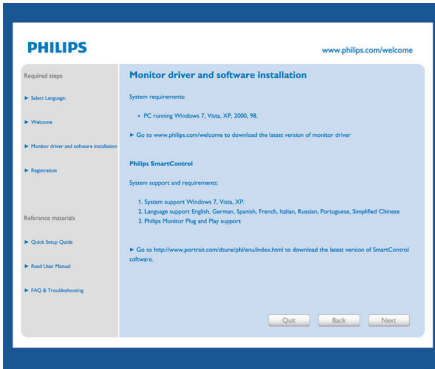 PHILIPS
www.philips.com/welcome
Required steps
Select Language:
Welcome
Monitor driver and software installation
Registration
Reference materials
Quick Setup Quide
Read User Manual
FAQ & Troubleshooting
Monitor driver and software installation
System requirements:
• PC running Windows 7, Vista, XP, 2000, 98.
Go to www.philips.com/welcome to download the latest version of monitor driver
Philips SmartControl
System support and requirements:
1. System support Windows 7, Vista, XP.
2. Language support English, German, Spanish, French, Italian, Russian, Portuguese, Simplified Chinese
3. Philips Monitor Plug and Play support
Go to http://www.portrait.com/dtune/phl/enu/index.html to download the latest version of SmartControl
software.
Quit
Back
Next